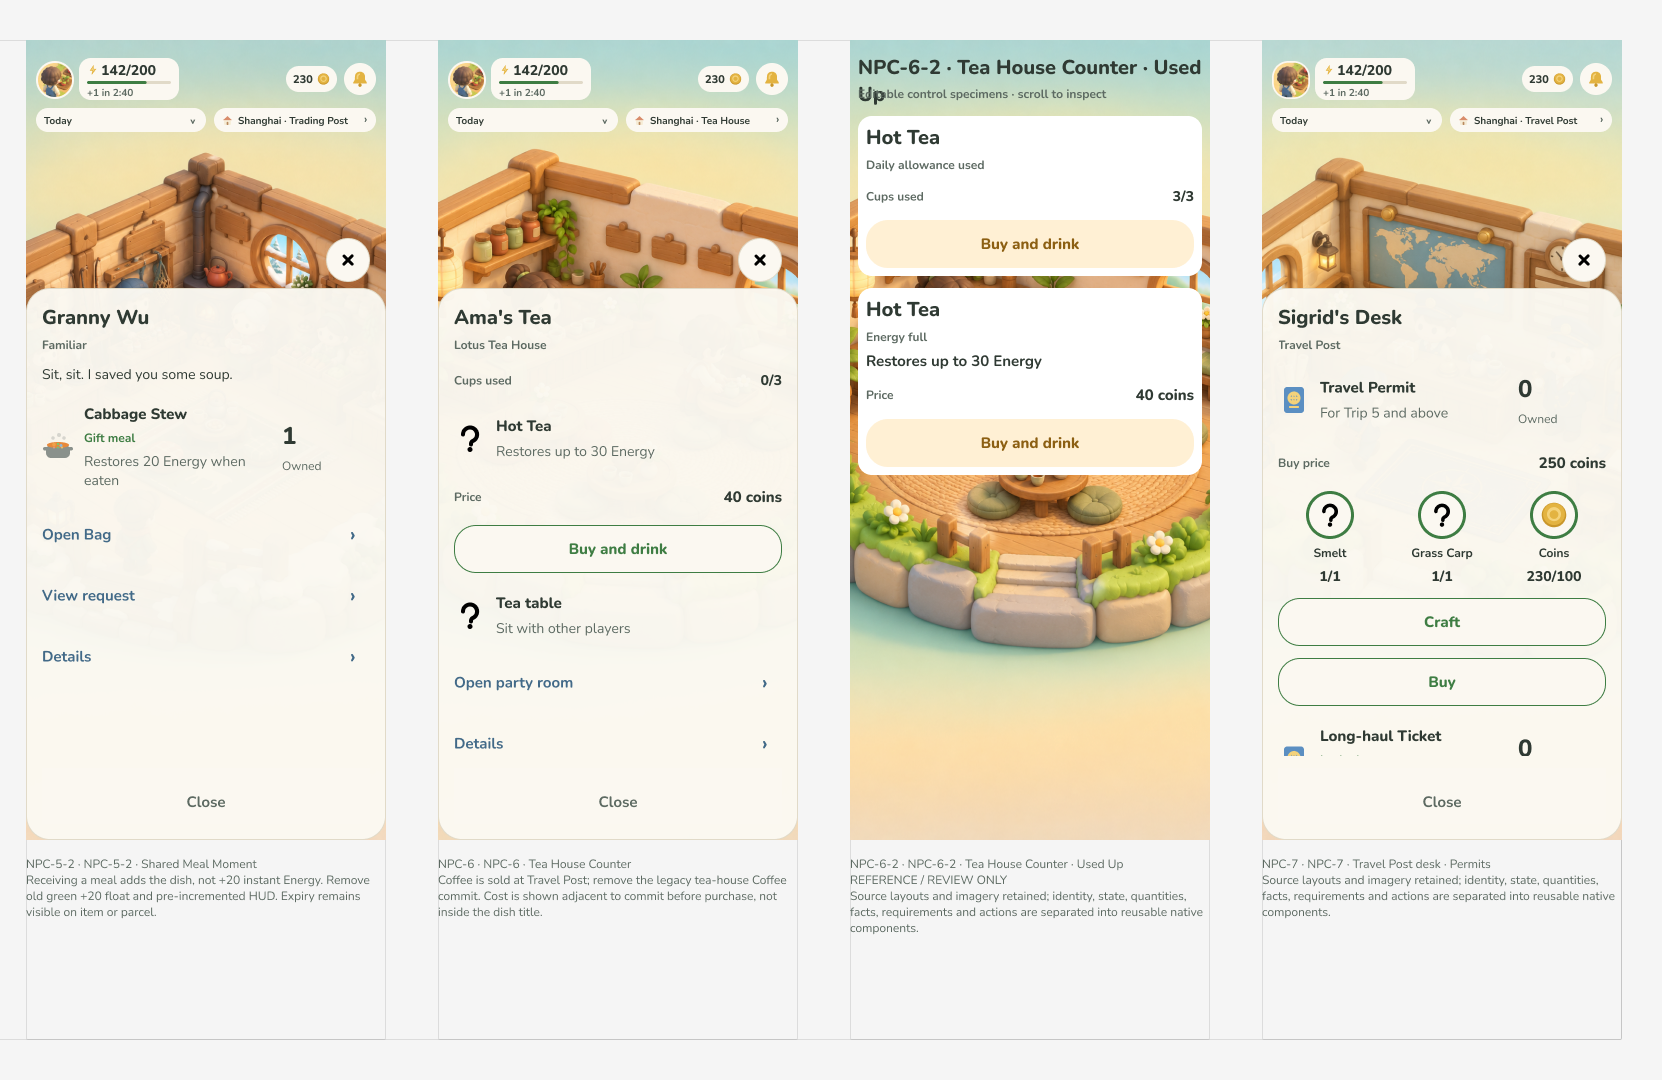 142/200
+1 in 2:40
230
Today
Shanghai · Trading Post
Granny Wu
Familiar
Sit, sit. I saved you some soup.
Cabbage Stew
Gift meal
Restores 20 Energy when
eaten
1
Owned
Open Bag
View request
Details
Close
NPC-5-2 · NPC-5-2 · Shared Meal Moment
Receiving a meal adds the dish, not +20 instant Energy. Remove
old green +20 float and pre-incremented HUD. Expiry remains
visible on item or parcel.
142/200
+1 in 2:40
230
Today
Shanghai · Tea House
Ama's Tea
Lotus Tea House
Cups used
0/3
Hot Tea
Restores up to 30 Energy
Price
40 coins
Buy and drink
Tea table
Sit with other players
Open party room
Details
Close
NPC-6 · NPC-6 · Tea House Counter
Coffee is sold at Travel Post; remove the legacy tea-house Coffee
commit. Cost is shown adjacent to commit before purchase, not
inside the dish title.
NPC-6-2 · Tea House Counter · Used
Up
control specimens · scroll to inspect
Hot Tea
Daily allowance used
Cups used
3/3
Buy and drink
Hot Tea
Energy full
Restores up to 30 Energy
Price
40 coins
Buy and drink
NPC-6-2 · NPC-6-2 · Tea House Counter · Used Up
REFERENCE / REVIEW ONLY
Source layouts and imagery retained; identity, state, quantities,
facts, requirements and actions are separated into reusable native
components.
142/200
+1 in 2:40
230
Today
Shanghai · Travel Post
Sigrid's Desk
Travel Post
Travel Permit
For Trip 5 and above
0
Owned
Buy price
250 coins
Smelt
1/1
Grass Carp
1/1
Coins
230/100
Craft
Buy
Long-haul Ticket
0
Close
NPC-7 · NPC-7 · Travel Post desk · Permits
Source layouts and imagery retained; identity, state, quantities,
facts, requirements and actions are separated into reusable native
components.